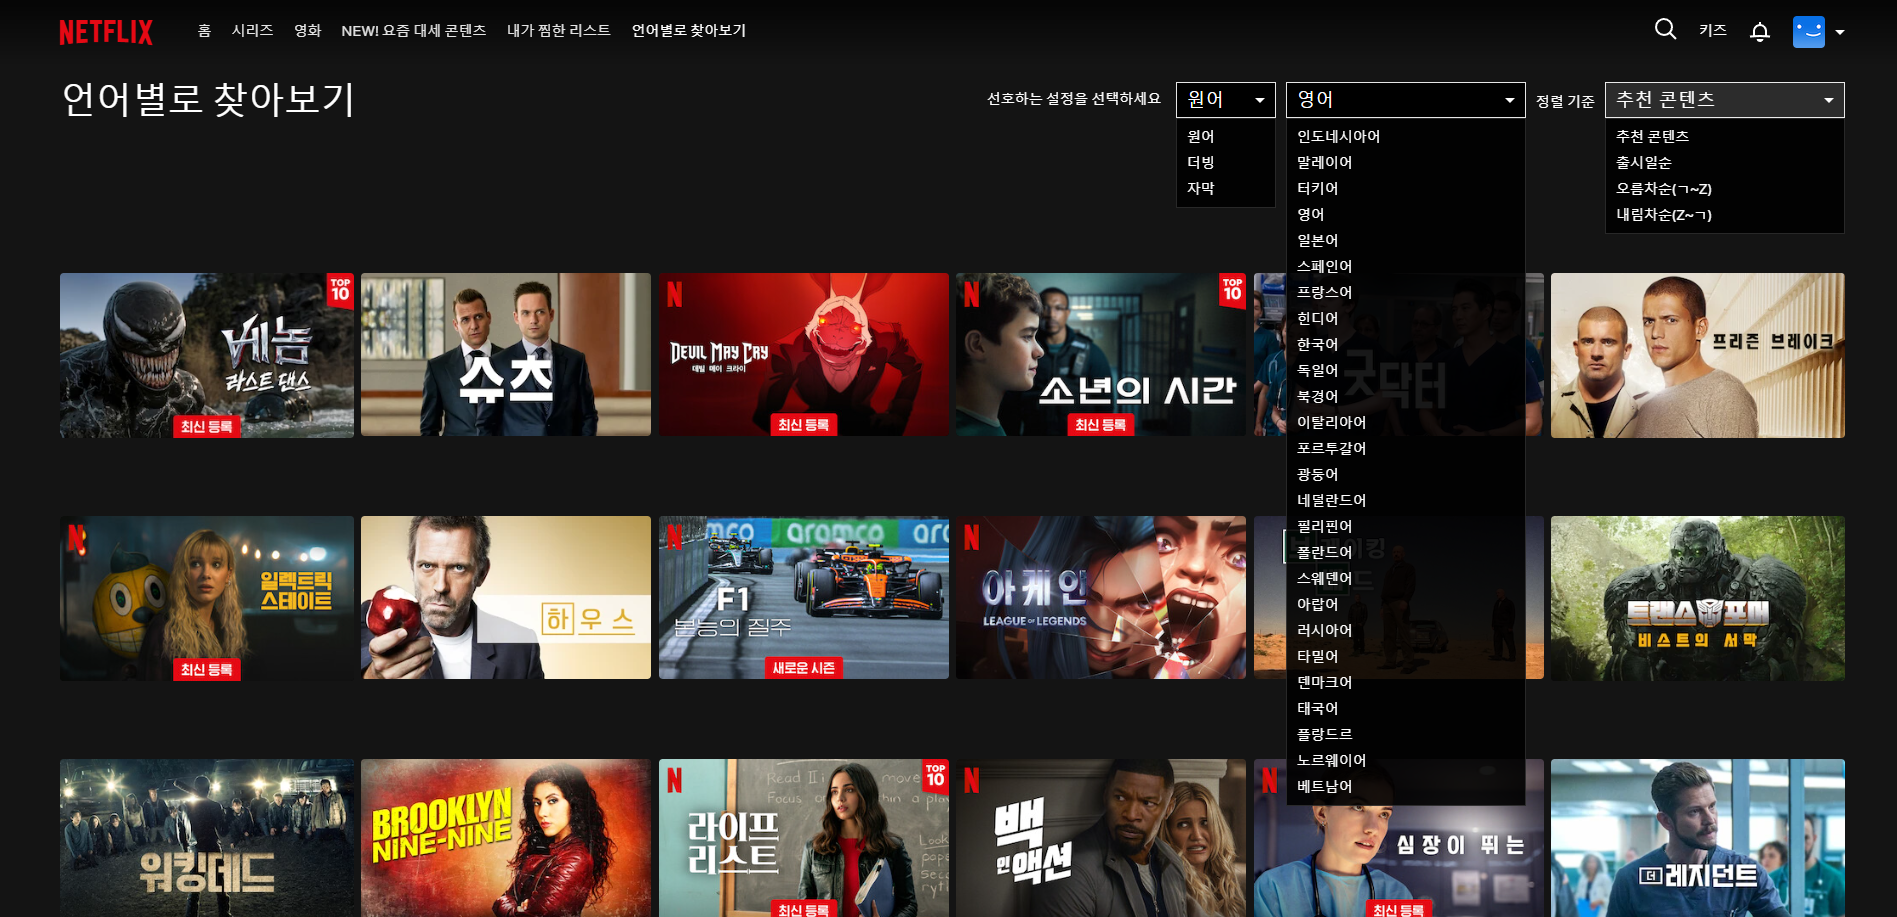 NETFLIX 홈 시리즈 영화 NEW! 요즘 대세 콘텐츠 내가 찜한 리스트 언어별로 찾아보기 키즈
언어별로 찾아보기
선호하는 설정을 선택하세요 원어 영어 정렬 기준 추천 콘텐츠
원어
더빙
자막
인도네시아어
말레이어
터키어
영어
일본어
스페인어
프랑스어
힌디어
한국어
독일어
북경어
이탈리아어
포르투갈어
광둥어
네덜란드어
필리핀어
폴란드어
스웨덴어
아랍어
러시아어
타밀어
덴마크어
태국어
플랑드르
노르웨이어
베트남어
추천 콘텐츠
출시일순
오름차순(ㄱ~Z)
내림차순(Z~ㄱ)
TOP
10
베놈
라스트 댄스
최신 등록
슈츠
N
DEVIL MAY CRY
데빌 메이 크라이
최신 등록
N
TOP
10
소년의 시간
최신 등록
굿닥터
프리즌 브레이크
N
일렉트릭
스테이트
최신 등록
하우스
N
aramco aramco
F1
본능의 질주
새로운 시즌
N
아케인
LEAGUE OF LEGENDS
브레이킹
배드
트랜스포머
비스트의 서막
워킹데드
BROOKLYN
NINE-NINE
N
TOP
10
라이프
리스트
최신 등록
N
백
인 액션
N
심장이 뛰는
최신 등록
더 레지던트